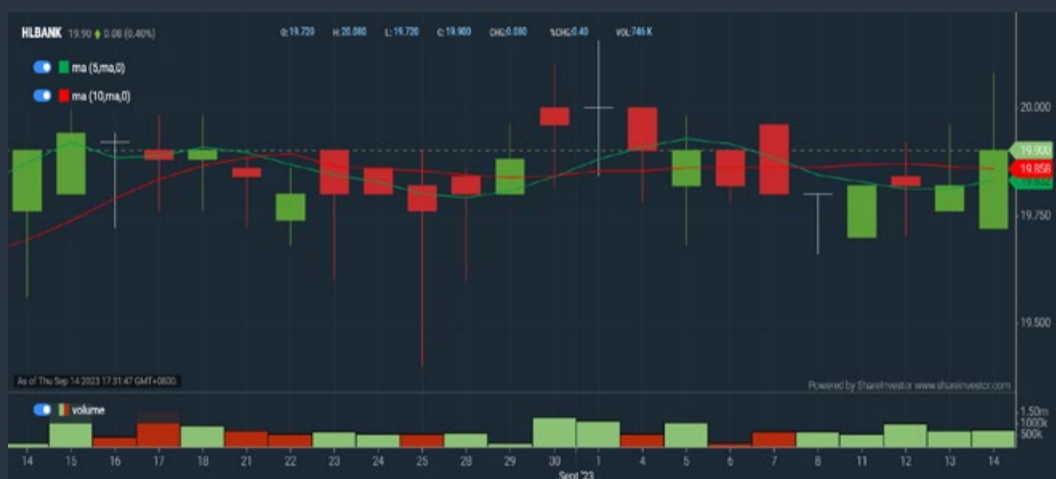 HLBANK 19.90 0.08 (0.40%) O: 19.720 H: 20.080 L: 19.720 C: 19.900 CHG:0.080 %CHG:0.40 VOL:746 K
ma (5,ma,0)
ma (10,ma,0)
20.000
19.900
19.858
19.832
19.750
19.500
As of Thu Sep 14 2023 17:31:47 GMT+0800.
Powered by ShareInvestor www.shareinvestor.com
volume
1.50m
1000k
500k
14 15 16 17 18 21 22 23 24 25 28 29 30 1 4 5 6 7 8 11 12 13 14
Sept '23